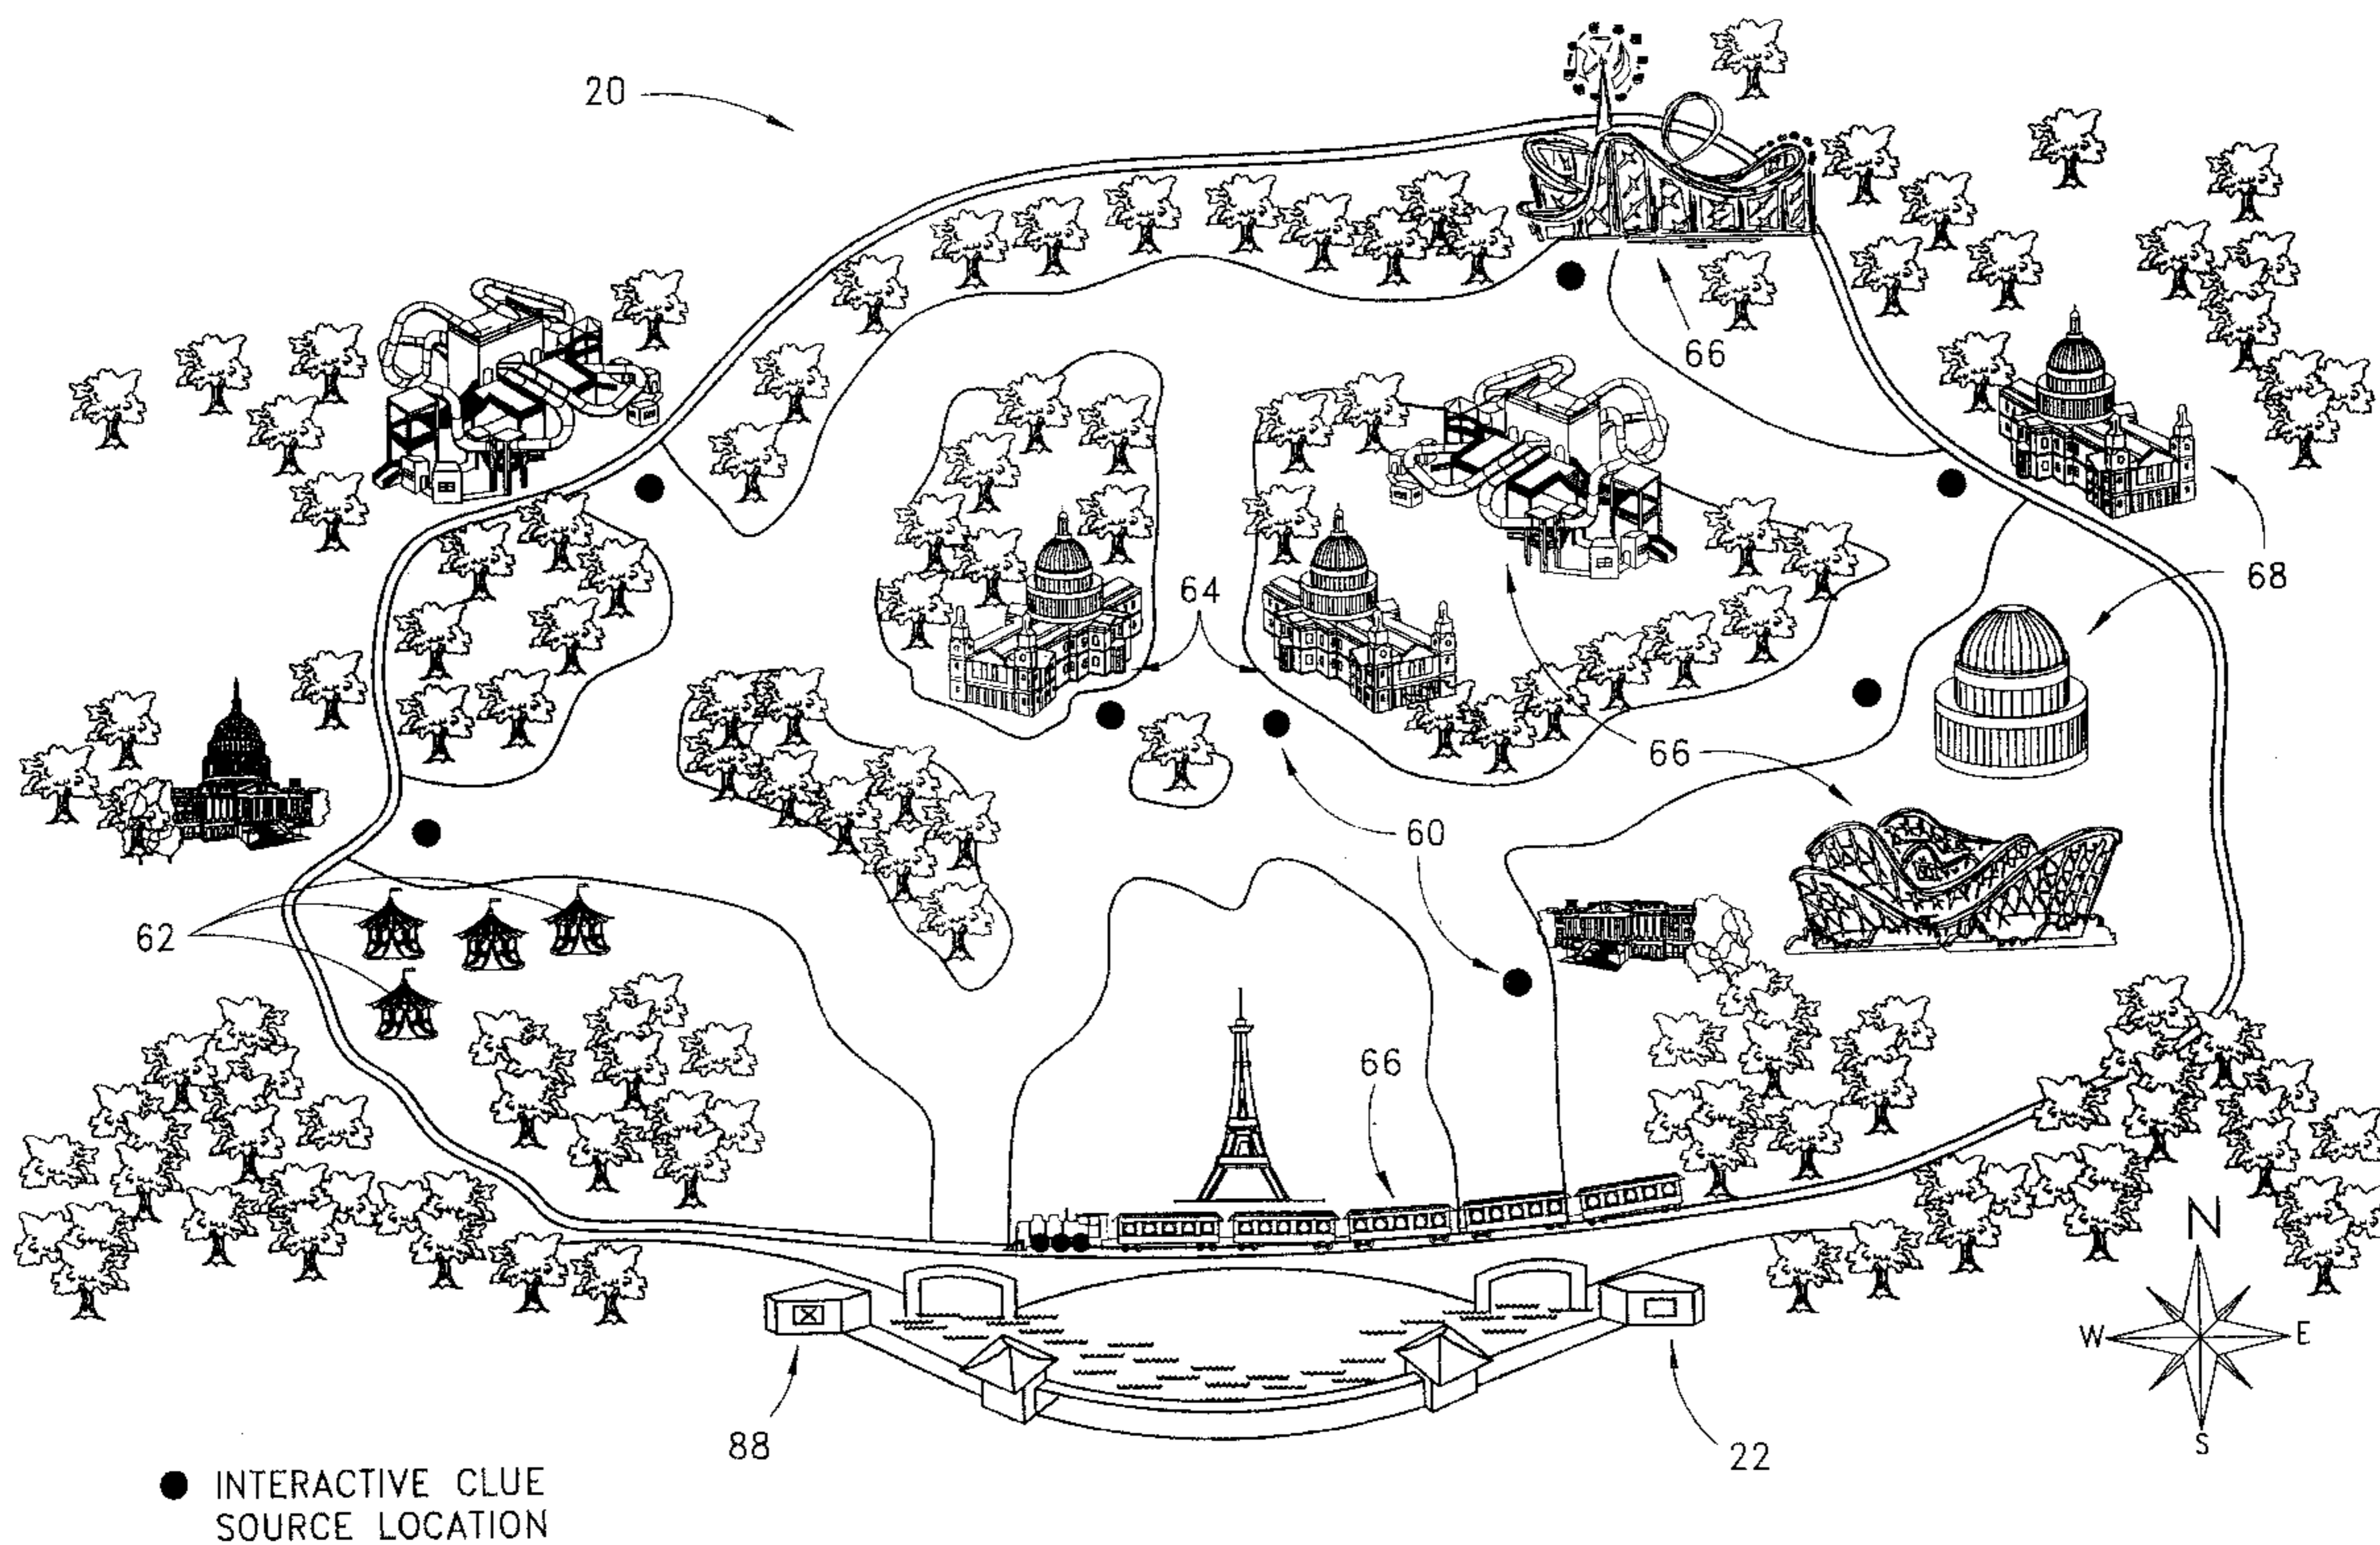 20
66
68
64
66
60
62
66
N
W E
S
88
22
INTERACTIVE CLUE
SOURCE LOCATION